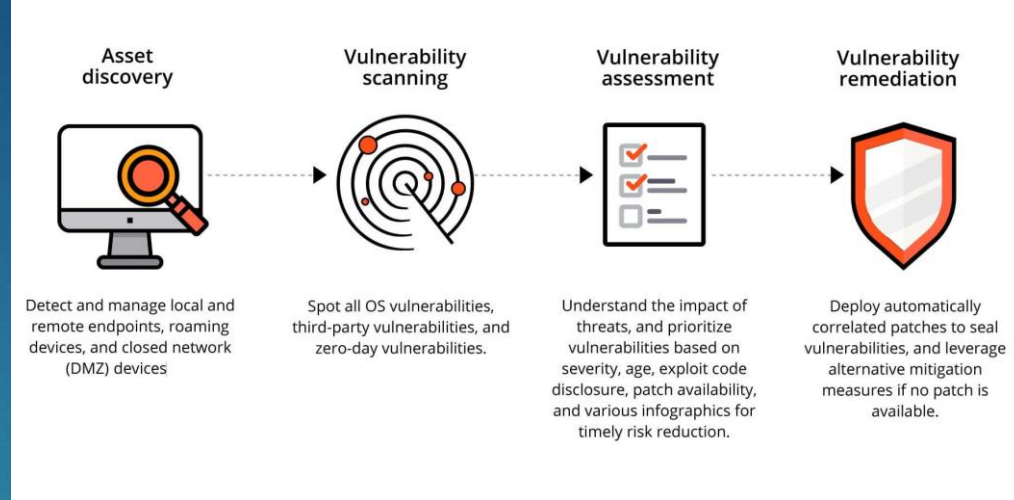 Asset
discovery
Detect and manage local and
remote endpoints, roaming
devices, and closed network
(DMZ) devices
Vulnerability
scanning
Spot all OS vulnerabilities,
third-party vulnerabilities, and
zero-day vulnerabilities.
Vulnerability
assessment
Understand the impact of
threats, and prioritize
vulnerabilities based on
severity, age, exploit code
disclosure, patch availability,
and various infographics for
timely risk reduction.
Vulnerability
remediation
Deploy automatically
correlated patches to seal
vulnerabilities, and leverage
alternative mitigation
measures if no patch is
available.